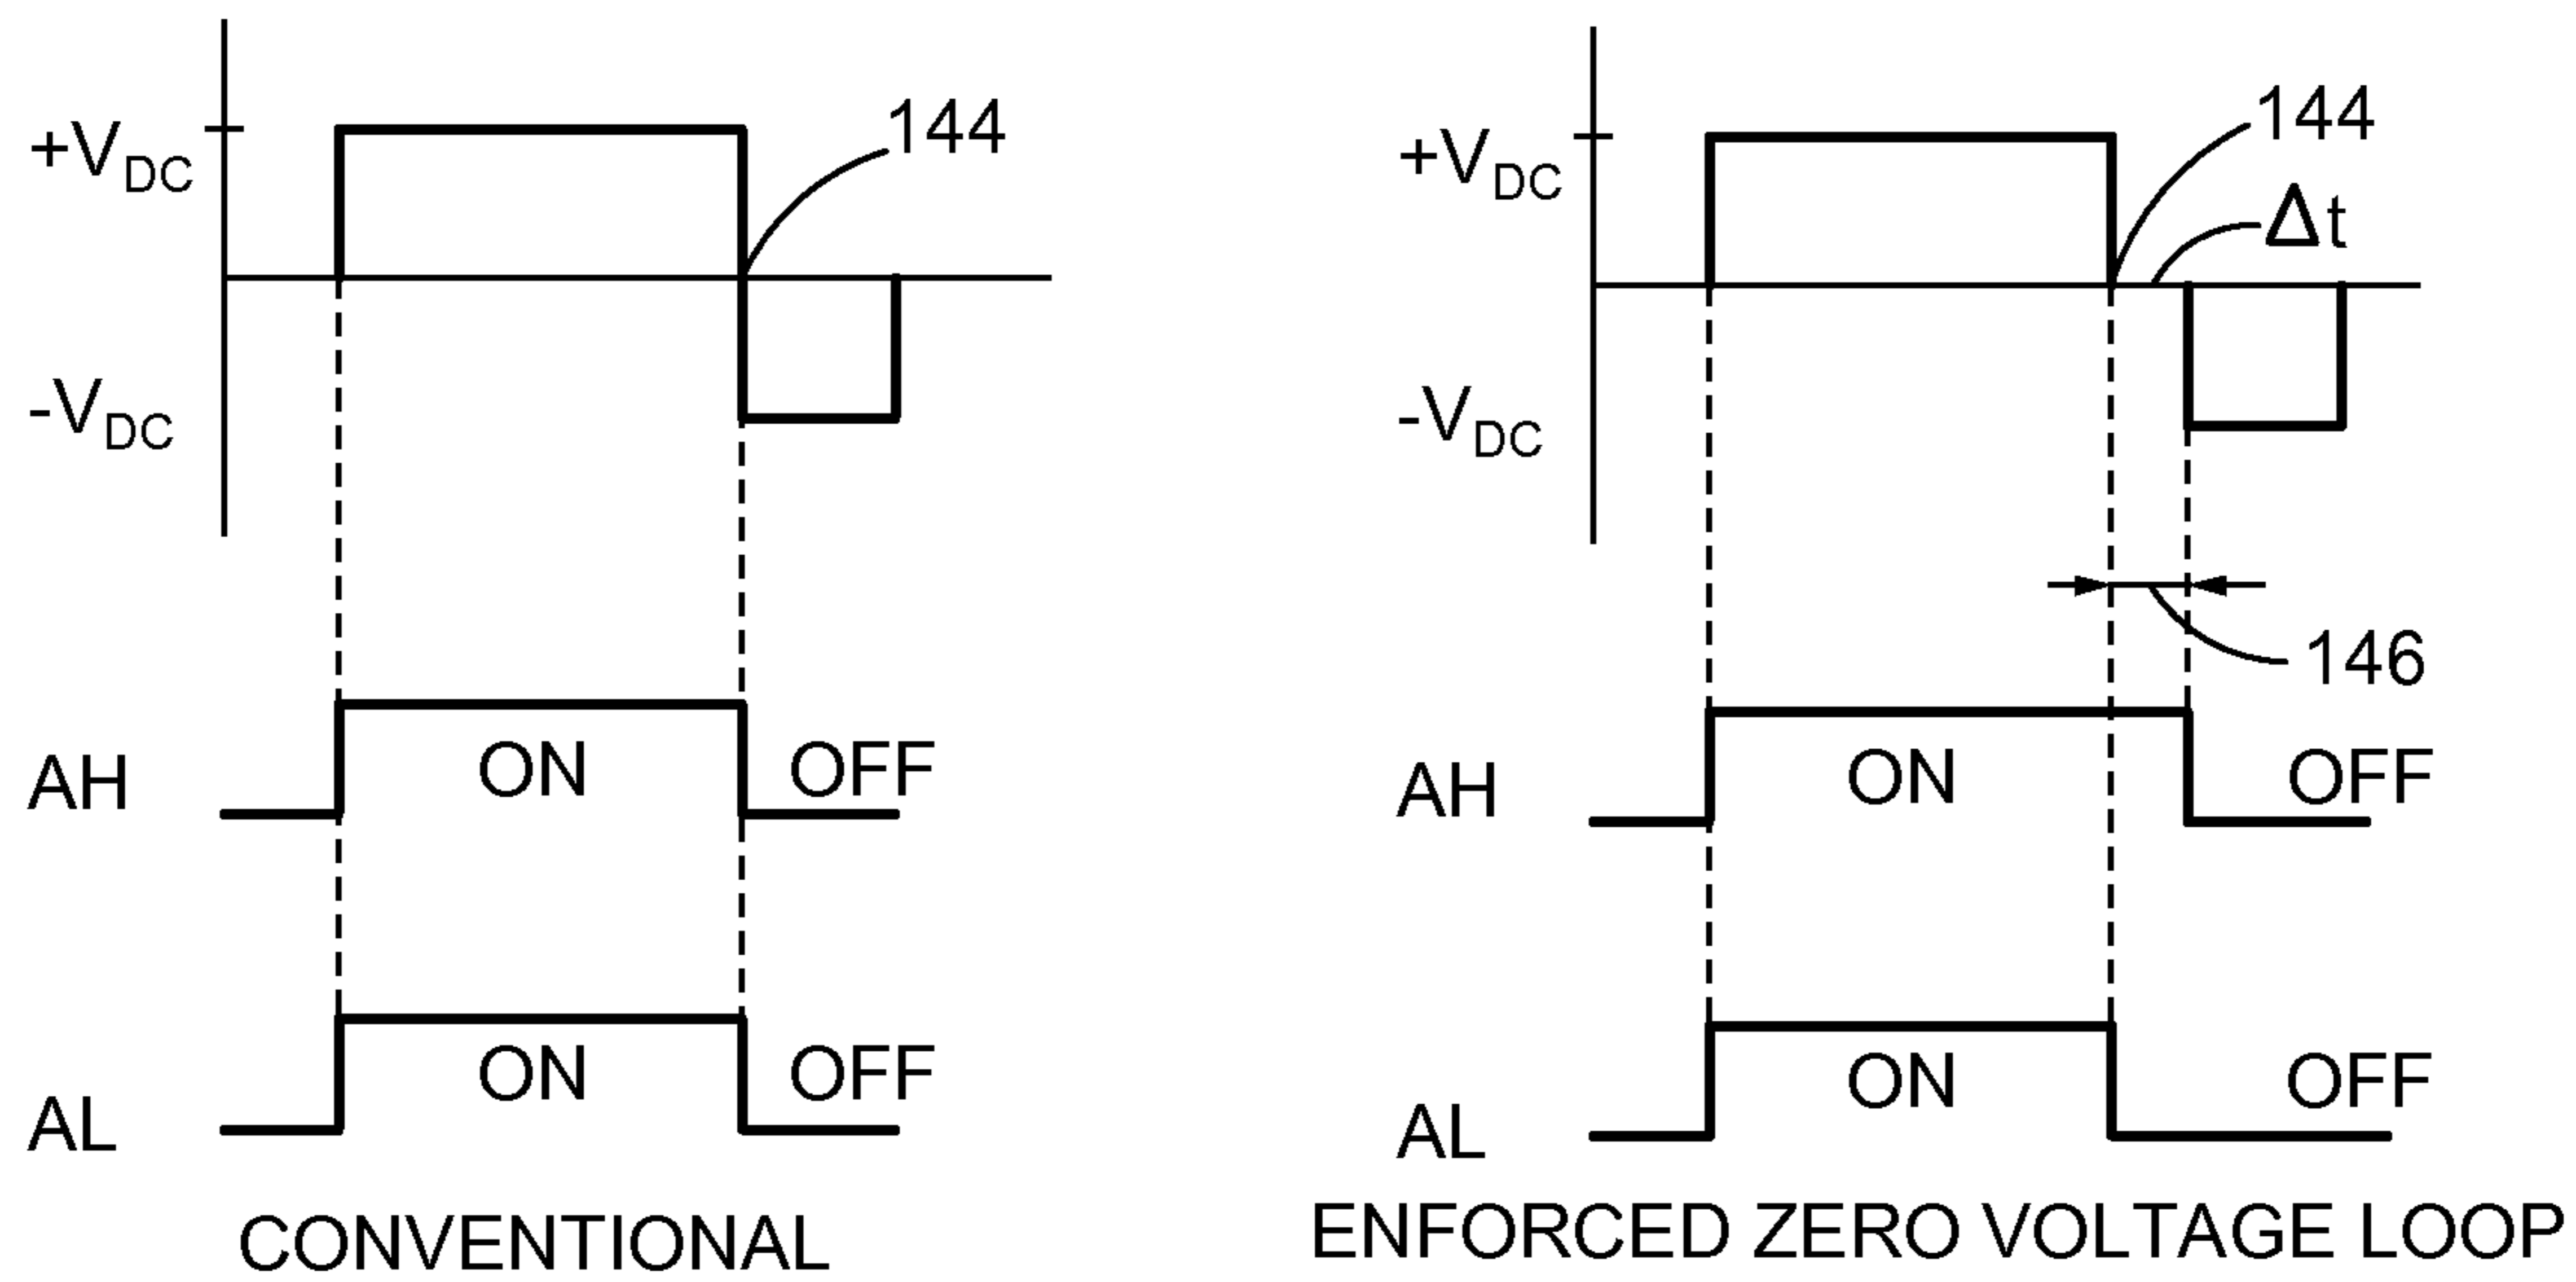 +VDC
144
-VDC
AH
ON
OFF
AL
ON
OFF
CONVENTIONAL
+VDC
144
Δt
-VDC
146
AH
ON
OFF
AL
ON
OFF
ENFORCED ZERO VOLTAGE LOOP